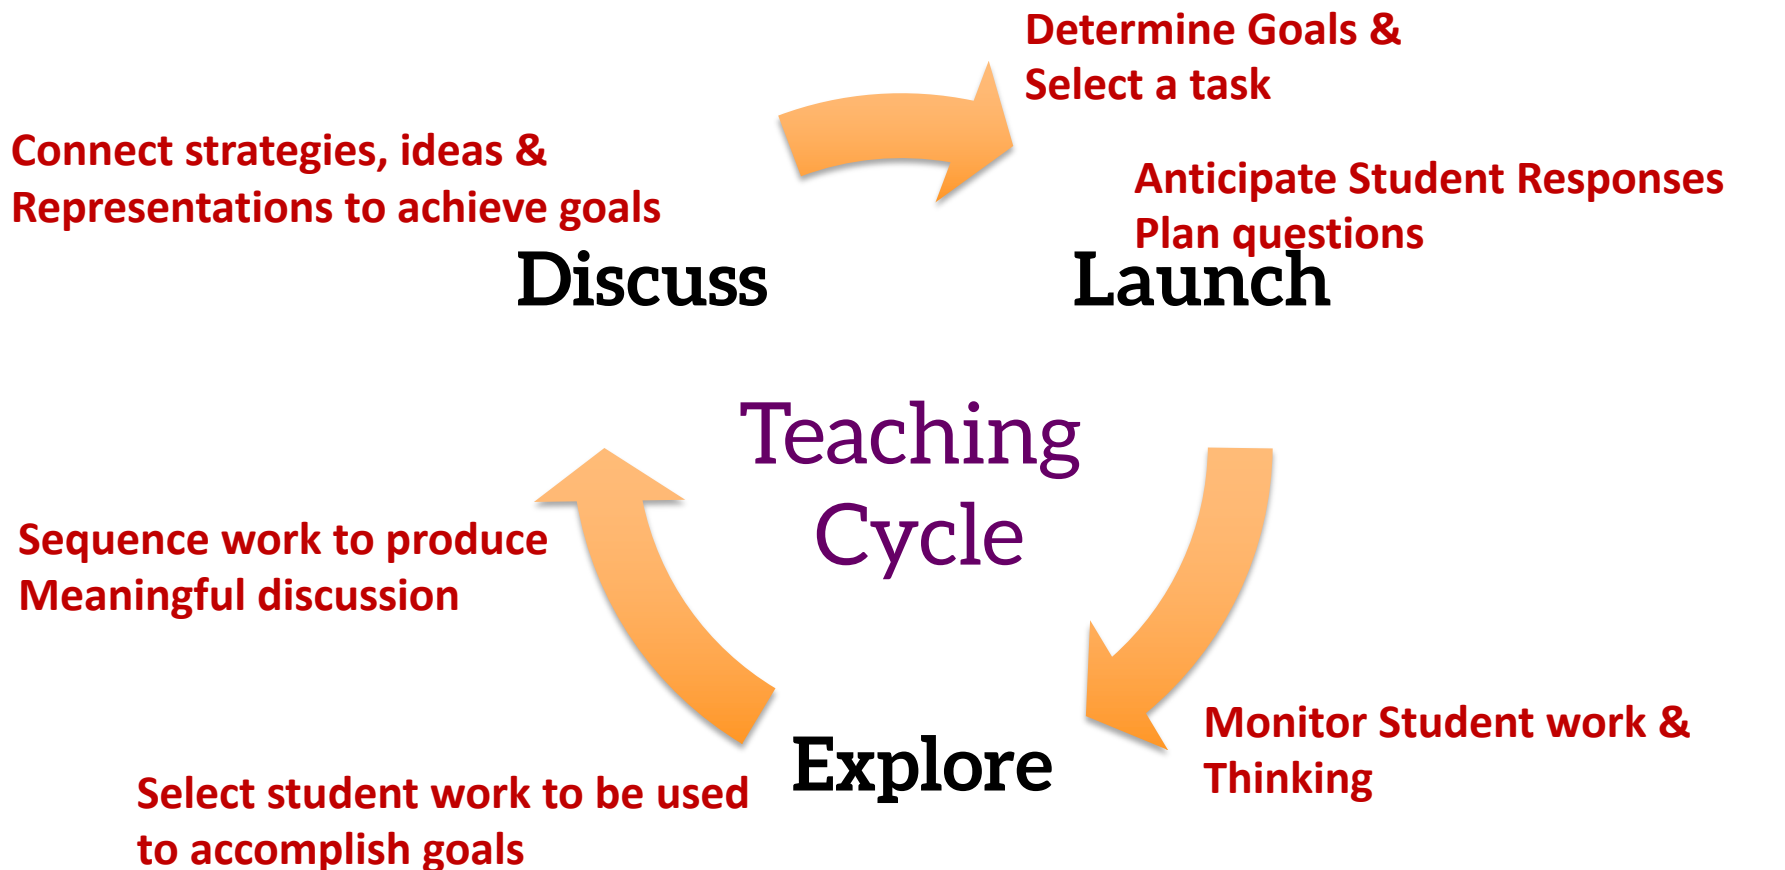 Determine Goals &
Select a task
Connect strategies, ideas &
Representations to achieve goals
Anticipate Student Responses
Plan questions
Discuss
Launch
Teaching
Cycle
Sequence work to produce
Meaningful discussion
Monitor Student work &
Thinking
Explore
Select student work to be used
to accomplish goals